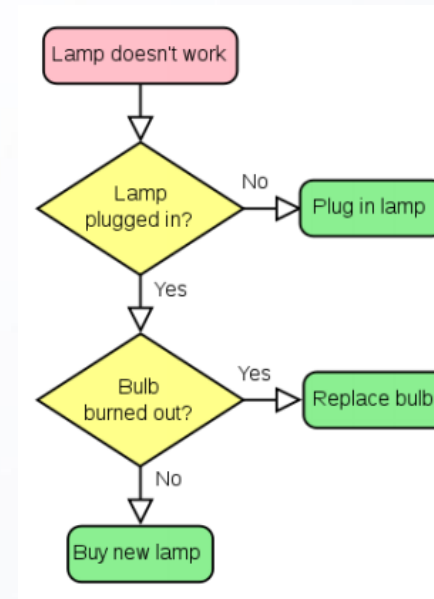 Lamp doesn't work
Lamp
plugged in?
No
Plug in lamp
Yes
Bulb
burned out?
Yes
Replace bulb
No
Buy new lamp